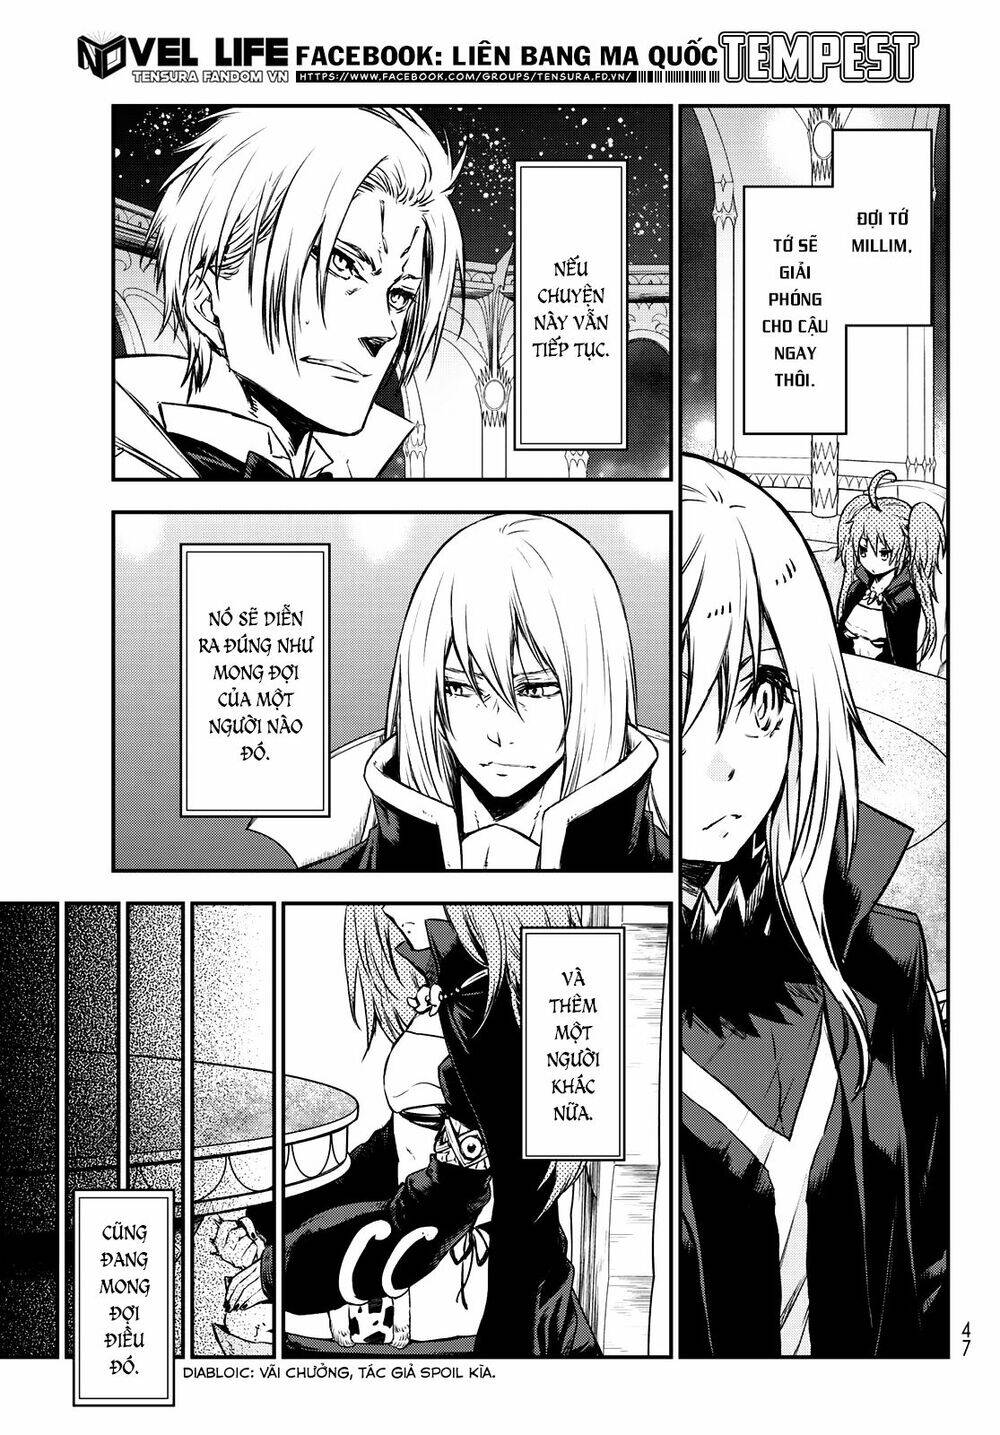 NOVEL LIFE
TENSURA FANDOM VN
FACEBOOK: LIÊN BANG MA QUỐC TEMPEST
HTTPS://WWW.FACEBOOK.COM/GROUPS/TENSURA.FD.VN/
ĐỢI TỚ
MILLIM.
TỚ SẼ
GIẢI
PHÓNG
CHO CẬU
NGAY
THÔI.
NẾU
CHUYỆN
NÀY VẪN
TIẾP TỤC.
NÓ SẼ DIỄN
RA ĐÚNG NHƯ
MONG ĐỢI
CỦA MỘT
NGƯỜI NÀO
ĐÓ.
VÀ
THÊM
MỘT
NGƯỜI
KHÁC
NỮA.
CŨNG
ĐANG
MONG
ĐỢI
ĐIỀU
ĐÓ.
DIABLOIC: VÃI CHƯỞNG, TÁC GIẢ SPOIL KÌA.
47